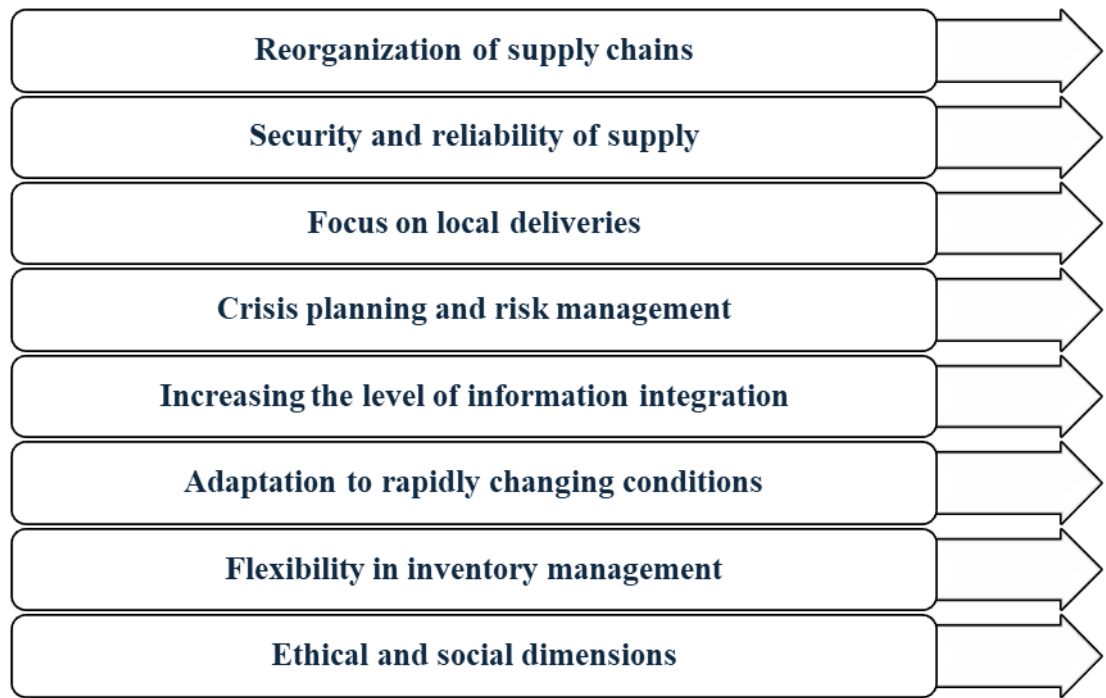 Reorganization of supply chains
Security and reliability of supply
Focus on local deliveries
Crisis planning and risk management
Increasing the level of information integration
Adaptation to rapidly changing conditions
Flexibility in inventory management
Ethical and social dimensions